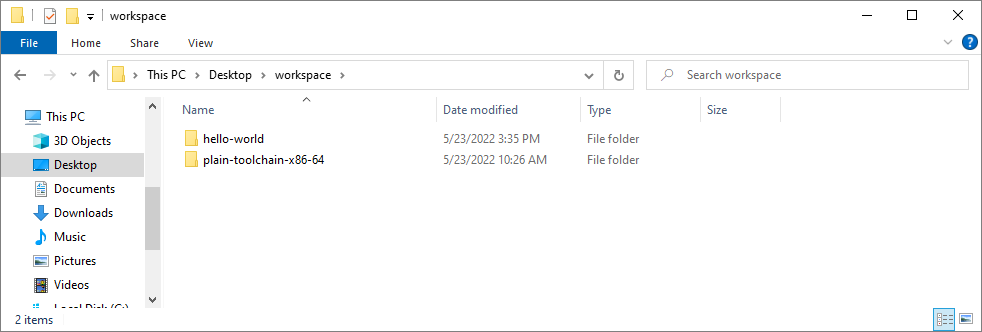 workspace
File Home Share View
This PC Desktop workspace Search workspace
Name Date modified Type Size
This PC
3D Objects
Desktop
Documents
Downloads
Music
Pictures
Videos
Local Disk (C:)
hello-world 5/23/2022 3:35 PM File folder
plain-toolchain-x86-64 5/23/2022 10:26 AM File folder
2 items